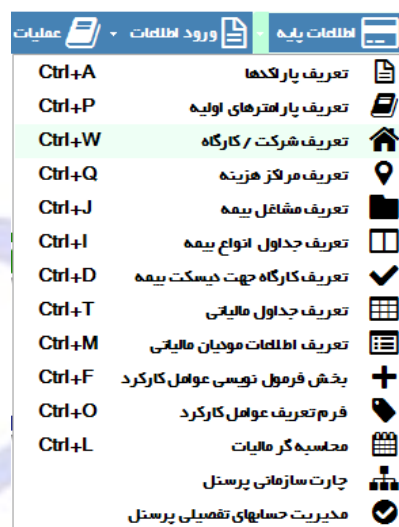 اطلاعات پایه ورود اطلاعات عملیات
تعریف پاراکدها Ctrl+A
تعریف پارامترهای اولیه Ctrl+P
تعریف شرکت / کارگاه Ctrl+W
تعریف مراکز هزینه Ctrl+Q
تعریف مشاغل بیمه Ctrl+J
تعریف جداول انواع بیمه Ctrl+I
تعریف کارگاه جهت دیسکت بیمه Ctrl+D
تعریف جداول مالیاتی Ctrl+T
تعریف اطلاعات مودیان مالیاتی Ctrl+M
بخش فرمول نویسی عوامل کارکرد Ctrl+F
فرم تعریف عوامل کارکرد Ctrl+O
محاسبه گر مالیات Ctrl+L
چارت سازمانی پرسنل
مدیریت حسابهای تفصیلی پرسنل